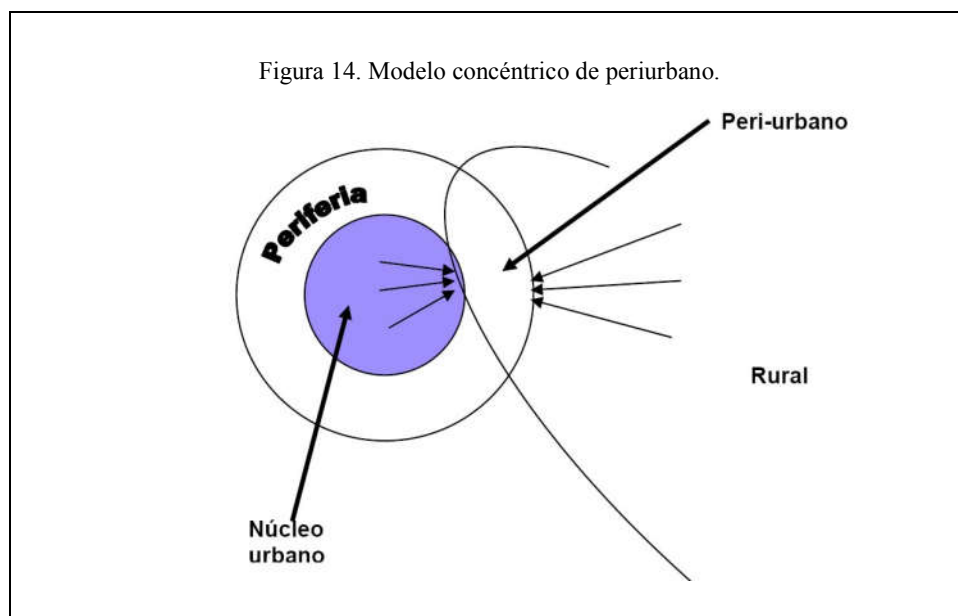 Figura 14. Modelo concéntrico de periurbano.
Peri-urbano
Periferia
Rural
Núcleo
urbano